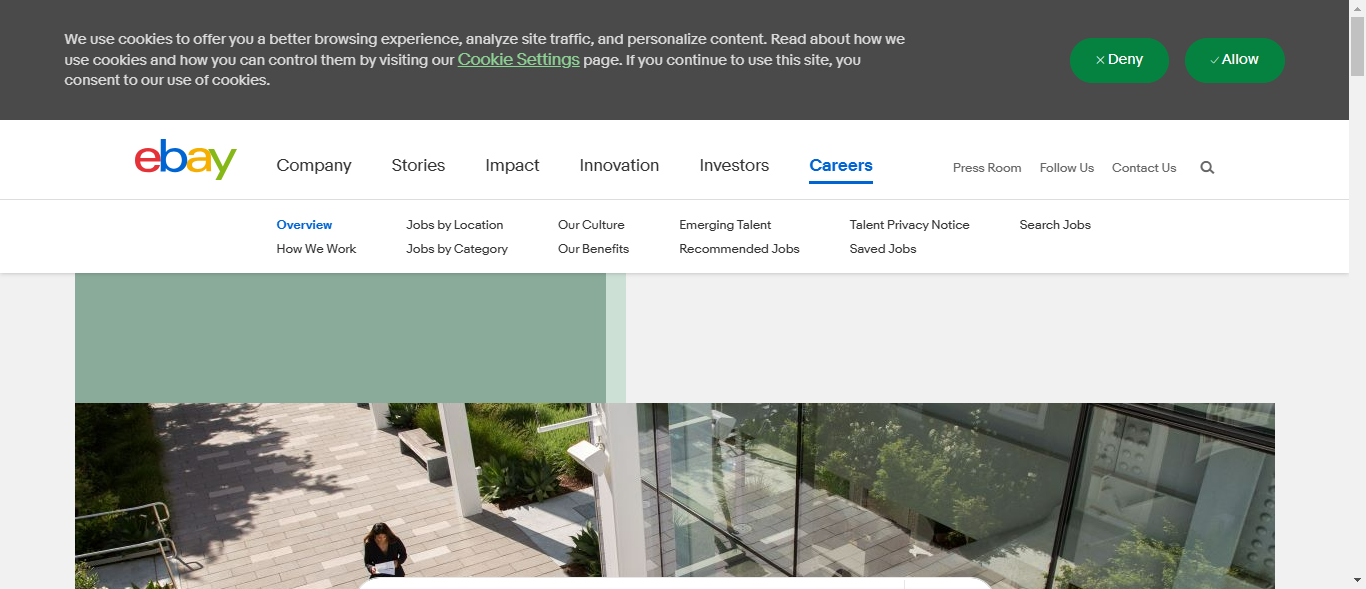 We use cookies to offer you a better browsing experience, analyze site traffic, and personalize content. Read about how we
use cookies and how you can control them by visiting our Cookie Settings page. If you continue to use this site, you
consent to our use of cookies.
Deny
Allow
ebay
Company
Stories
Impact
Innovation
Investors
Careers
Press Room
Follow Us
Contact Us
Overview
Jobs by Location
Our Culture
Emerging Talent
Talent Privacy Notice
Search Jobs
How We Work
Jobs by Category
Our Benefits
Recommended Jobs
Saved Jobs